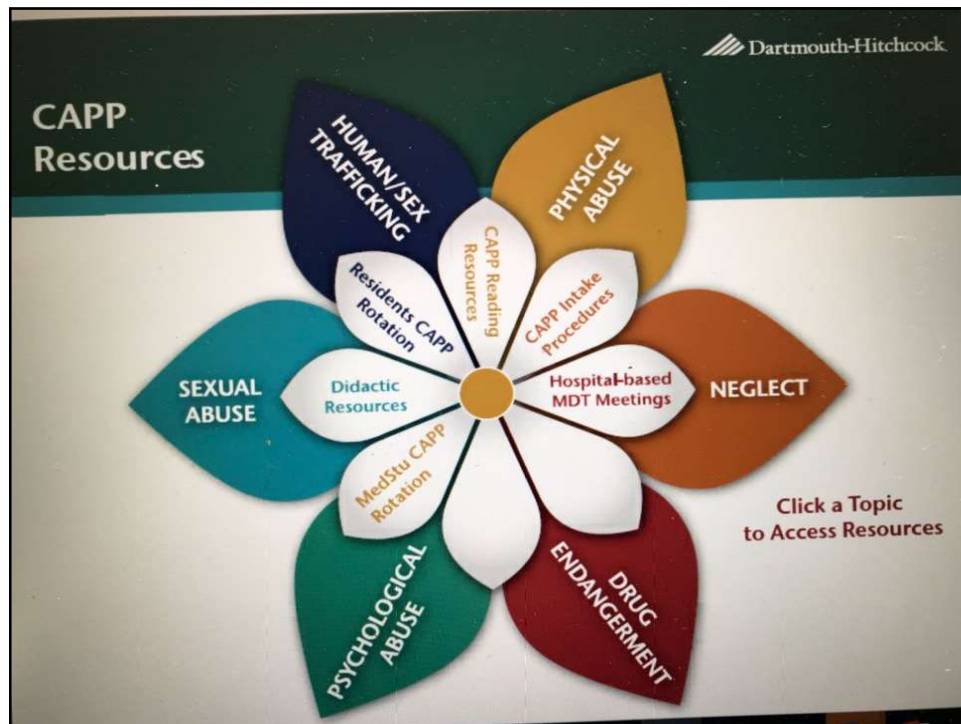 Dartmouth-Hitchcock
CAPP
Resources
HUMAN/SEX
TRAFFICKING
PHYSICAL
ABUSE
CAPP Reading
Resources
Residents CAPP
Rotation
CAPP Intake
Procedures
SEXUAL
ABUSE
Didactic
Resources
Hospital-based
MDT Meetings
NEGLECT
MedStu CAPP
Rotation
Click a Topic
to Access Resources
PSYCHOLOGICAL
ABUSE
DRUG
ENDANGERMENT